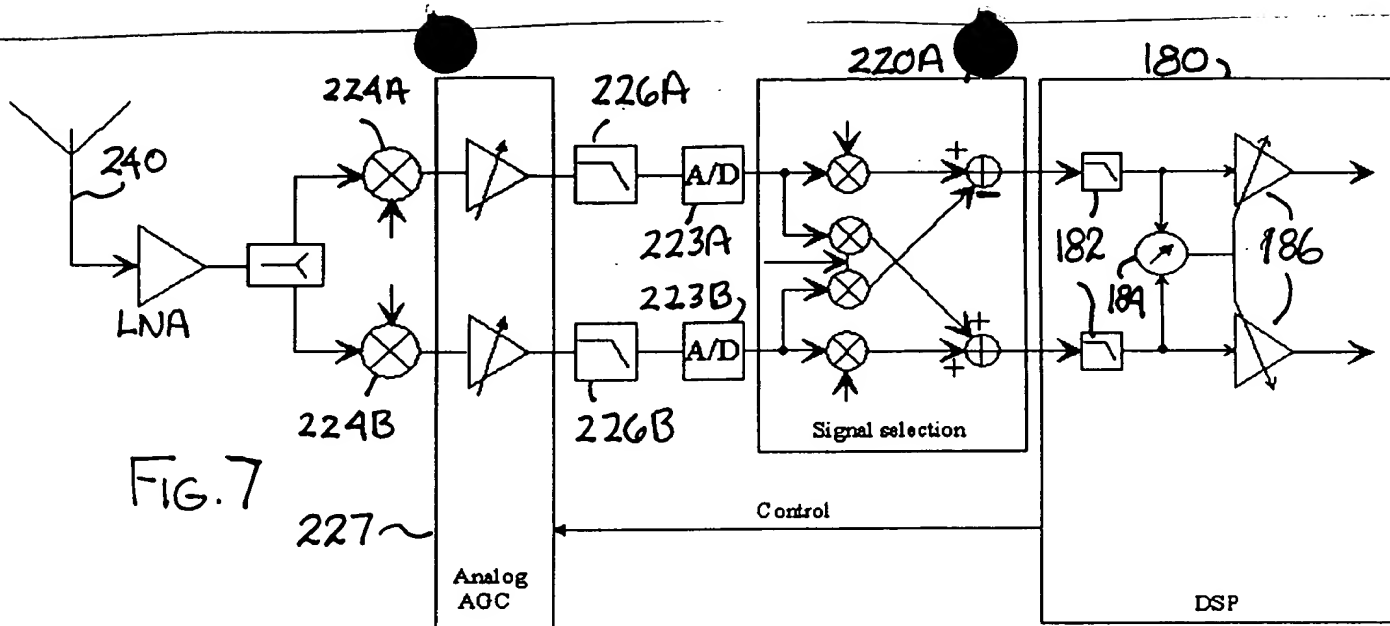 220A
180
224A
226A
240
A/D
+
-
223A
182
184
186
223B
LNA
A/D
+
+
224B
226B
Signal selection
FIG. 7
227
Control
Analog
AGC
DSP